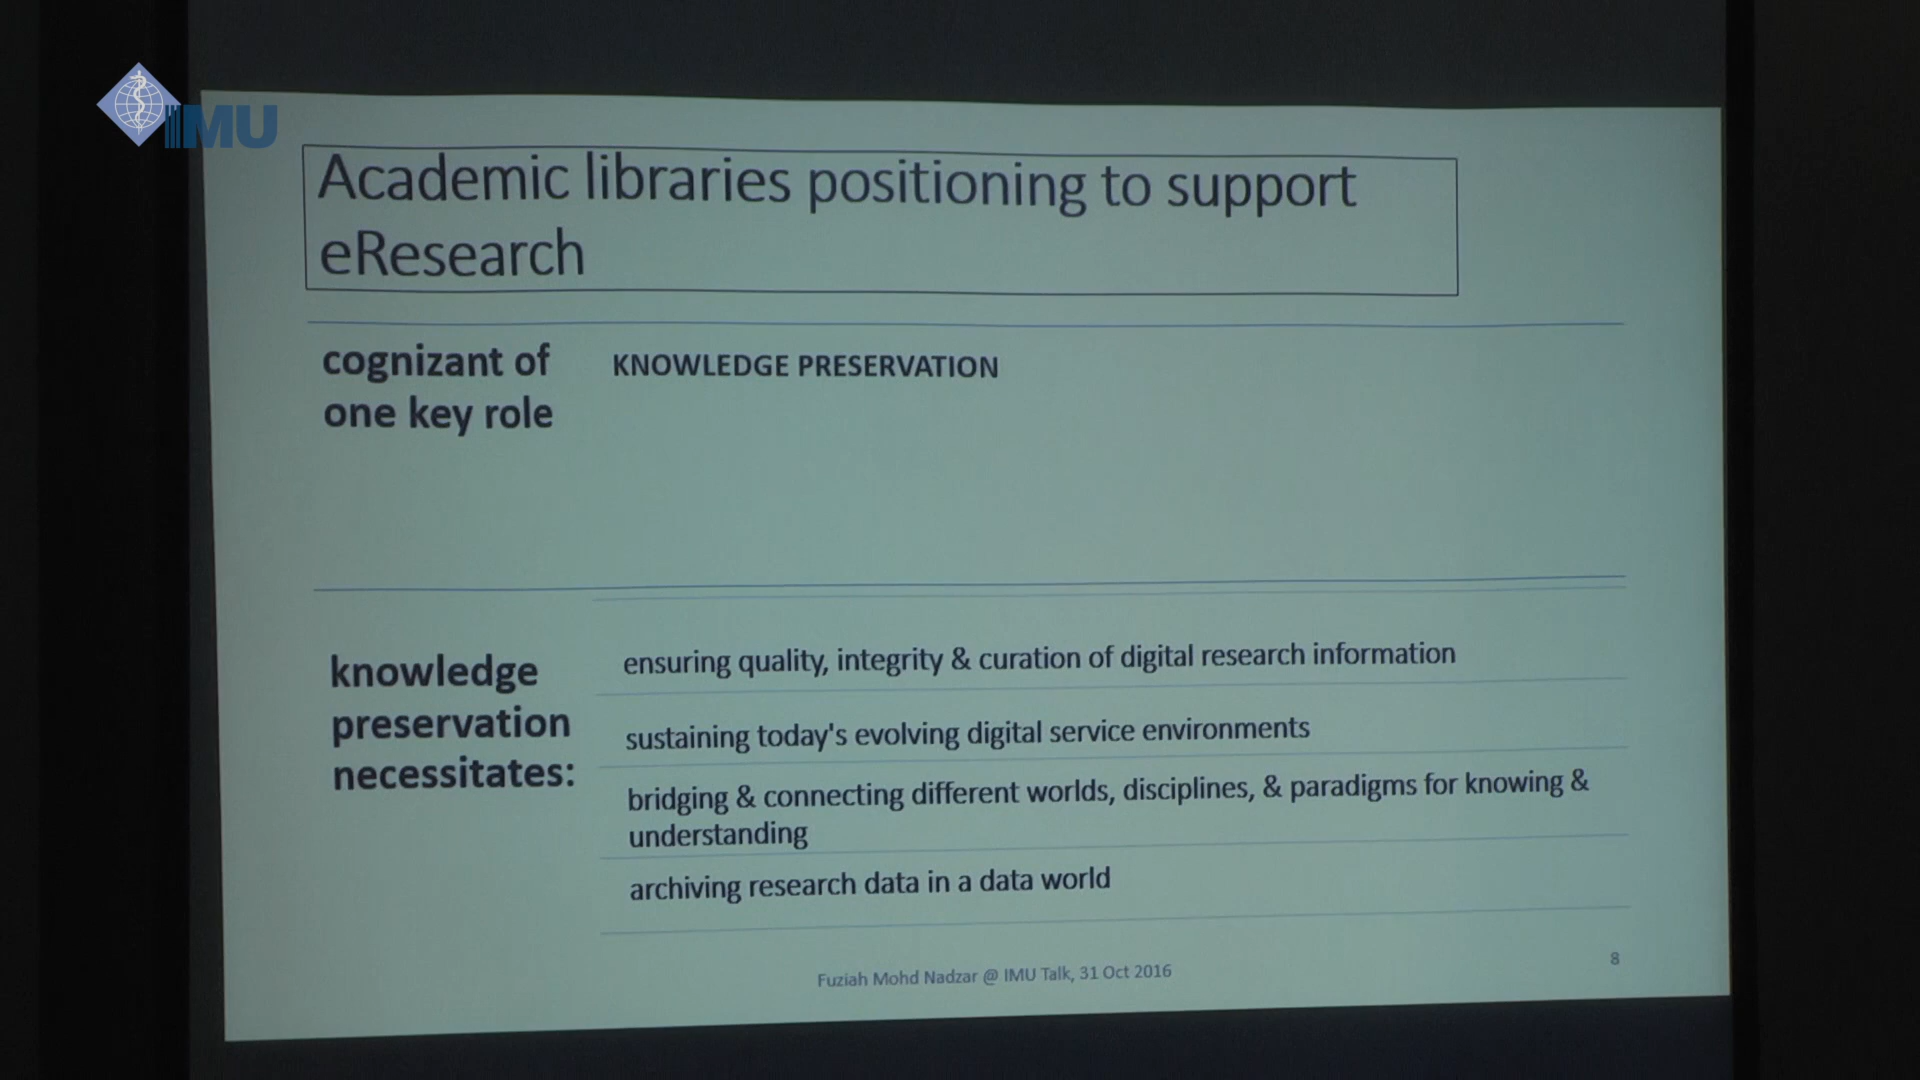 IMU
Academic libraries positioning to support
eResearch
cognizant of
one key role
KNOWLEDGE PRESERVATION
knowledge
preservation
necessitates:
ensuring quality, integrity & curation of digital research information
sustaining today's evolving digital service environments
bridging & connecting different worlds, disciplines, & paradigms for knowing &
understanding
archiving research data in a data world
Fuziah Mohd Nadzar @ IMU Talk, 31 Oct 2016
8